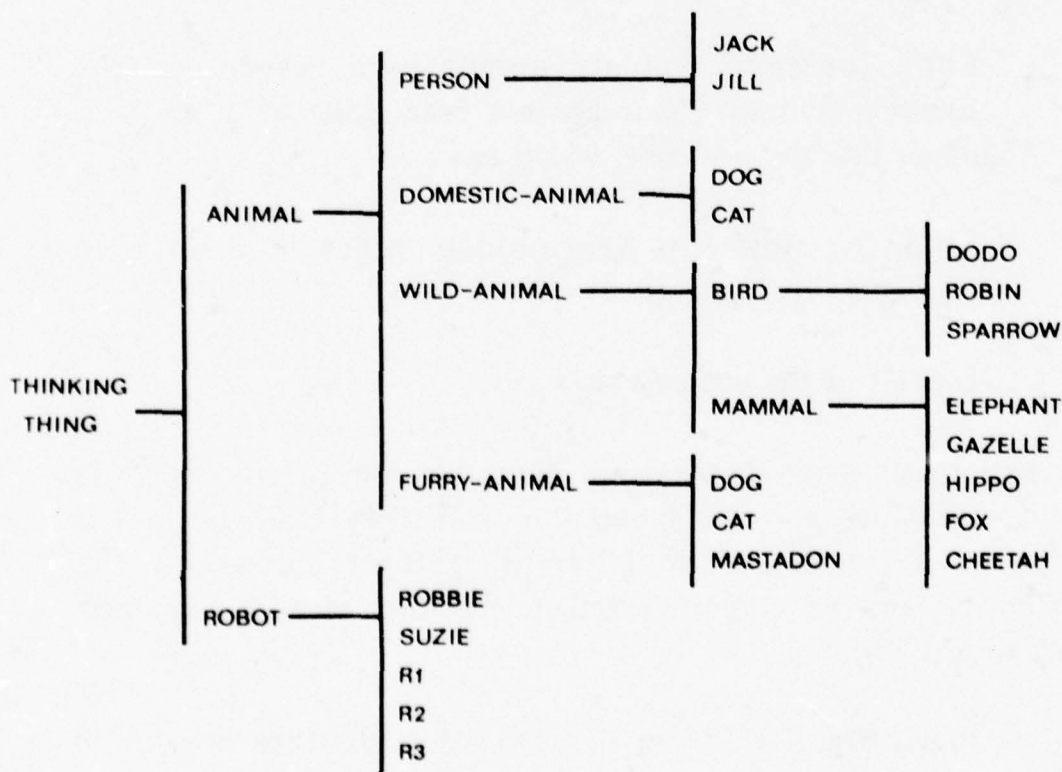 THINKING
THING
ANIMAL
ROBOT
PERSON
DOMESTIC-ANIMAL
WILD-ANIMAL
FURRY-ANIMAL
ROBBIE
SUZIE
R1
R2
R3
JACK
JILL
DOG
CAT
BIRD
MAMMAL
DOG
CAT
MASTADON
DODO
ROBIN
SPARROW
ELEPHANT
GAZELLE
HIPPO
FOX
CHEETAH